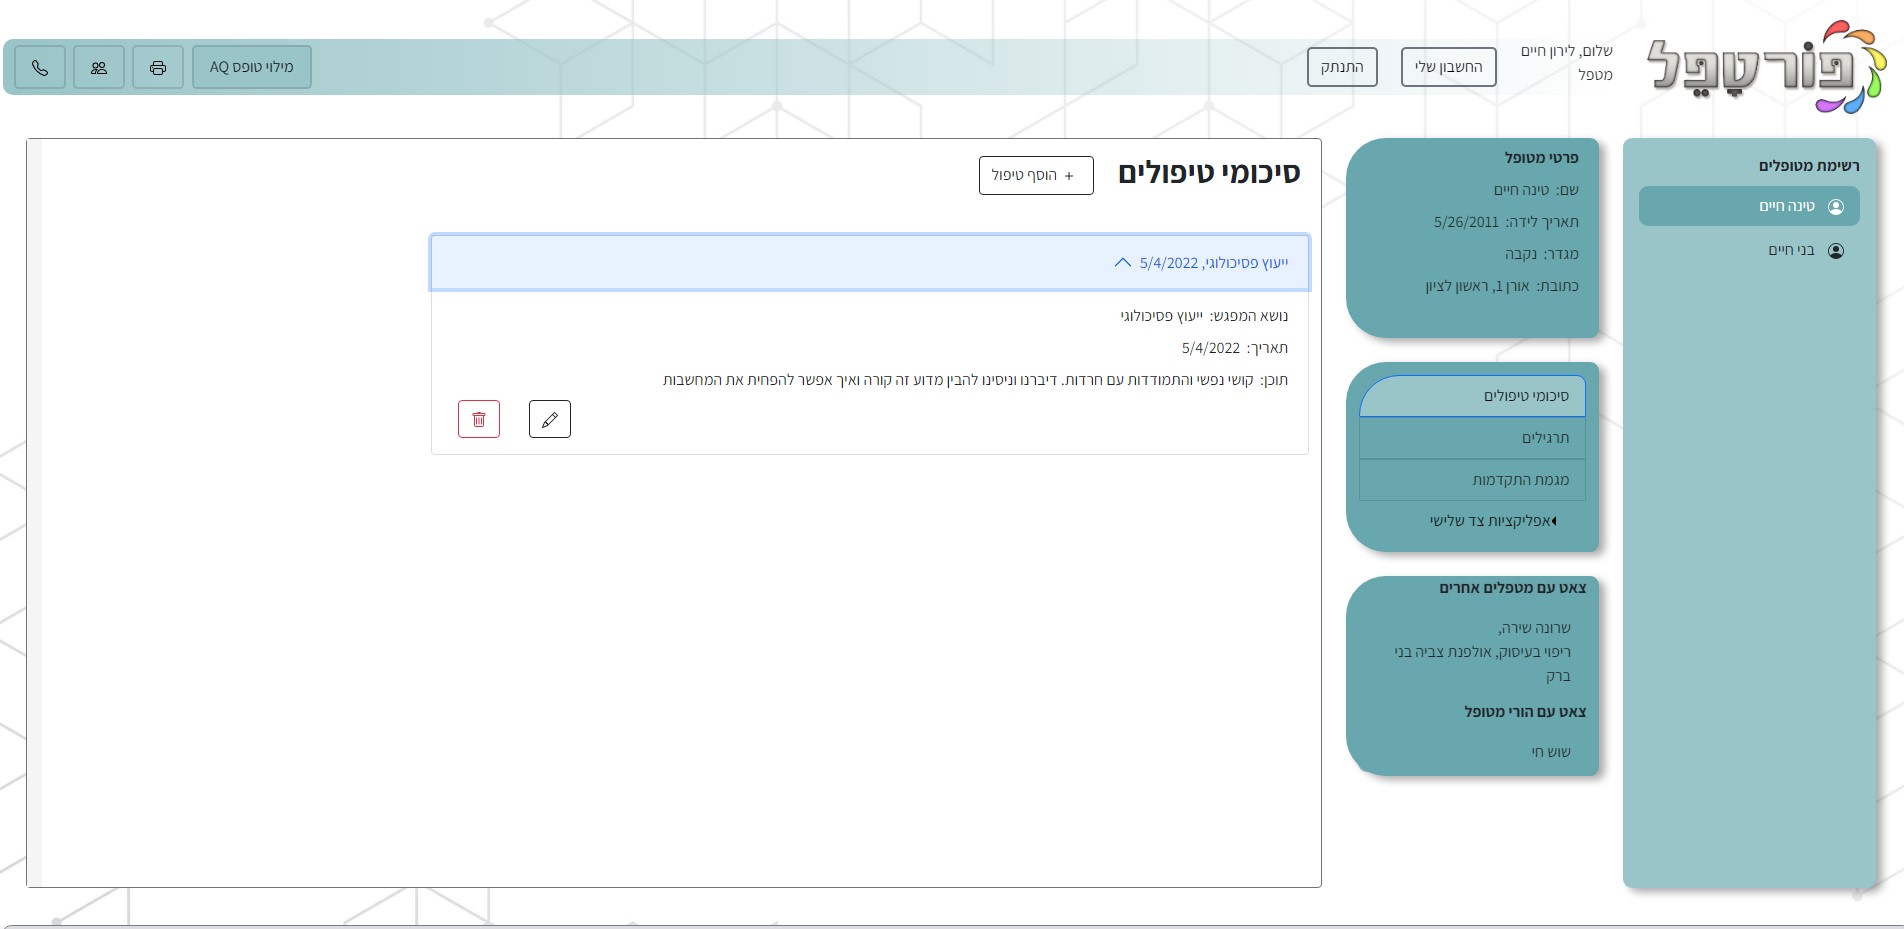 פּוֹרטָפֶּל
שלום, לירון חיים
מטפל
החשבון שלי
התנתק
מילוי טופס AQ
רשימת מטופלים
טינה חיים
בני חיים
פרטי מטופל
שם: טינה חיים
תאריך לידה: 5/26/2011
מגדר: נקבה
כתובת: אורן 1, ראשון לציון
סיכומי טיפולים
תרגילים
מגמת התקדמות
אפליקציות צד שלישי
צאט עם מטפלים אחרים
שרונה שירה,
ריפוי בעיסוק, אולפנת צביה בני
ברק
צאט עם הורי מטופל
שוש חי
סיכומי טיפולים
+ הוסף טיפול
ייעוץ פסיכולוגי, 5/4/2022
נושא המפגש: ייעוץ פסיכולוגי
תאריך: 5/4/2022
תוכן: קושי נפשי והתמודדות עם חרדות. דיברנו וניסינו להבין מדוע זה קורה ואיך אפשר להפחית את המחשבות